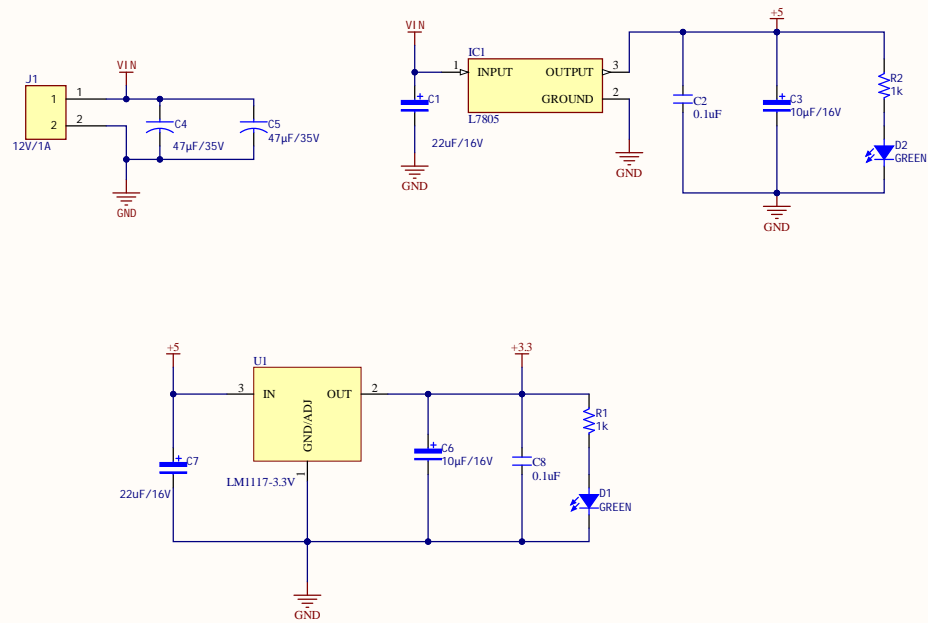 J1
1
2
1
2
12V/1A
VIN
C4
47µF/35V
C5
47µF/35V
GND
VIN
C1
22uF/16V
GND
IC1
1
INPUT
OUTPUT
3
GROUND
2
L7805
GND
+5
C2
0.1uF
C3
10µF/16V
R2
1k
D2
GREEN
GND
+5
C7
22uF/16V
U1
3
IN
OUT
2
GND/ADJ
1
LM1117-3.3V
GND
C6
10µF/16V
+3.3
C8
0.1uF
R1
1k
D1
GREEN